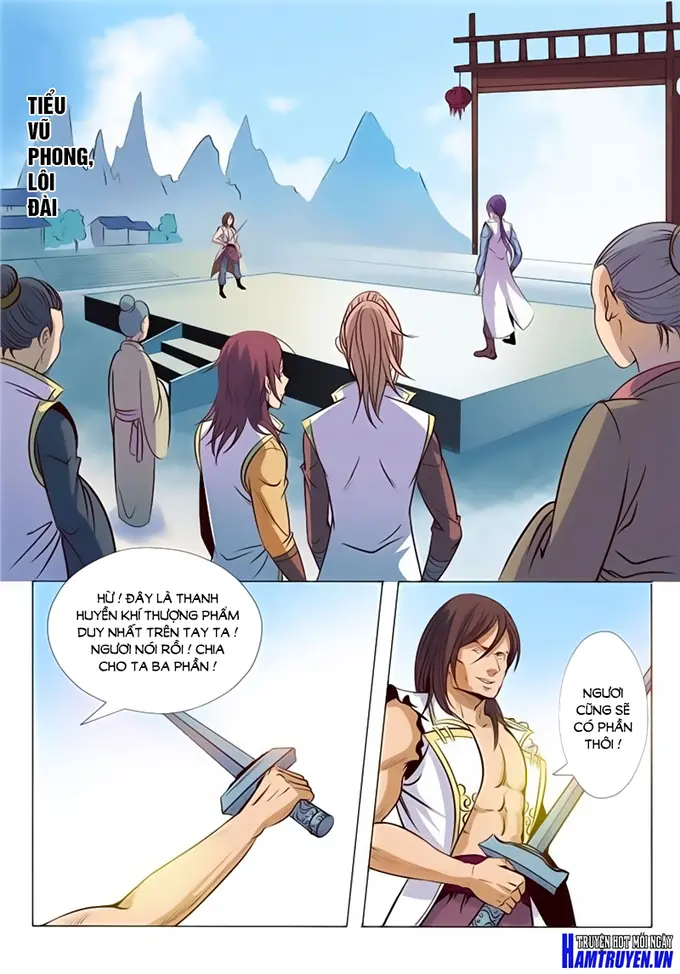 TIỂU
VŨ
PHONG,
LÔI
ĐÀI
HỪ ! ĐÂY LÀ THANH
HUYỀN KHÍ THƯỢNG PHẨM
DUY NHẤT TRÊN TAY TA !
NGƯƠI NÓI RỒI ! CHIA
CHO TA BA PHẦN !
NGƯƠI
CŨNG SẼ
CÓ PHẦN
THÔI !
TRUYỆN HOT MỖI NGÀY
HAMTRUYEN.VN